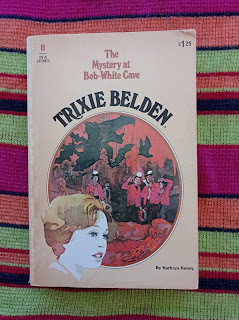 11
$1.25
The
Mystery at
Bob-White Cave
TRIXIE BELDEN
By Kathryn Kenny